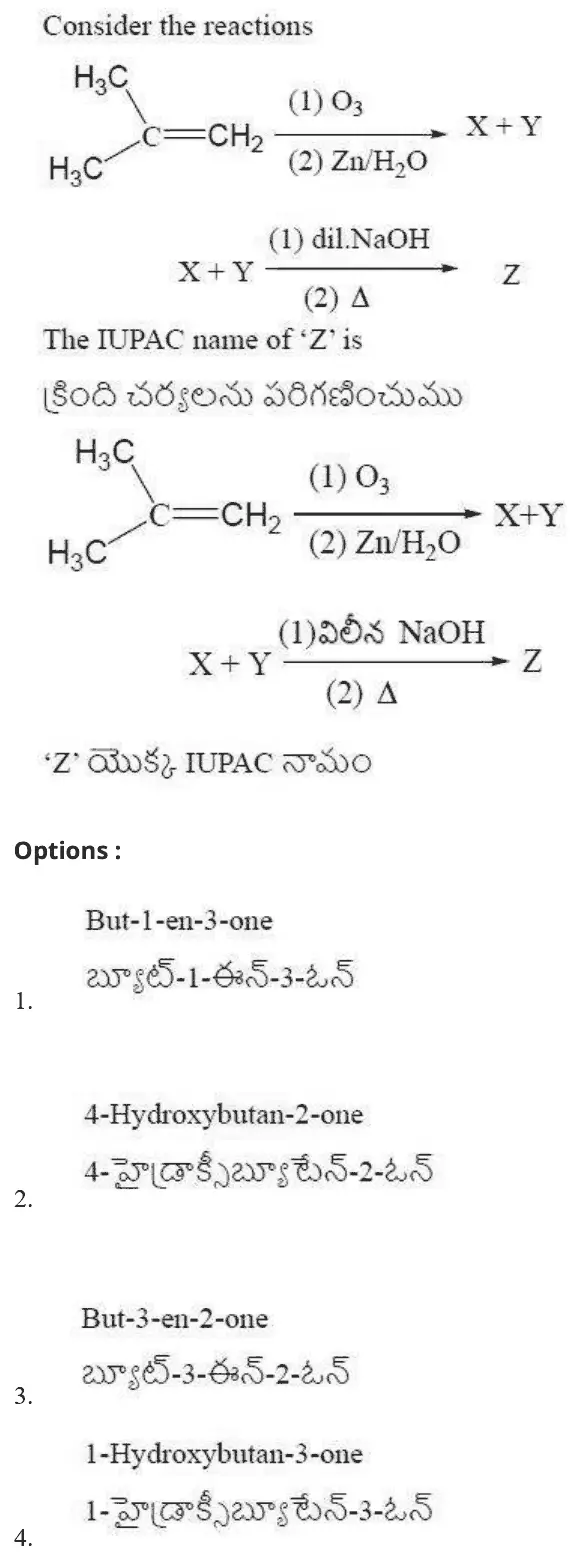 Consider the reactions
H₃C
C=CH₂ (1) O₃ X + Y
H₃C (2) Zn/H₂O
X + Y (1) dil.NaOH Z
(2) Δ
The IUPAC name of ‘Z’ is
క్రింది చర్యలను పరిగణించుము
H₃C
C=CH₂ (1) O₃ X+Y
H₃C (2) Zn/H₂O
X + Y (1)విలీన NaOH Z
(2) Δ
‘Z’ యొక్క IUPAC నామం
Options :
But-1-en-3-one
బ్యూట్-1-ఈన్-3-ఓన్
1.
4-Hydroxybutan-2-one
4-హైడ్రాక్సీబ్యూటేన్-2-ఓన్
2.
But-3-en-2-one
బ్యూట్-3-ఈన్-2-ఓన్
3.
1-Hydroxybutan-3-one
1-హైడ్రాక్సీబ్యూటేన్-3-ఓన్
4.